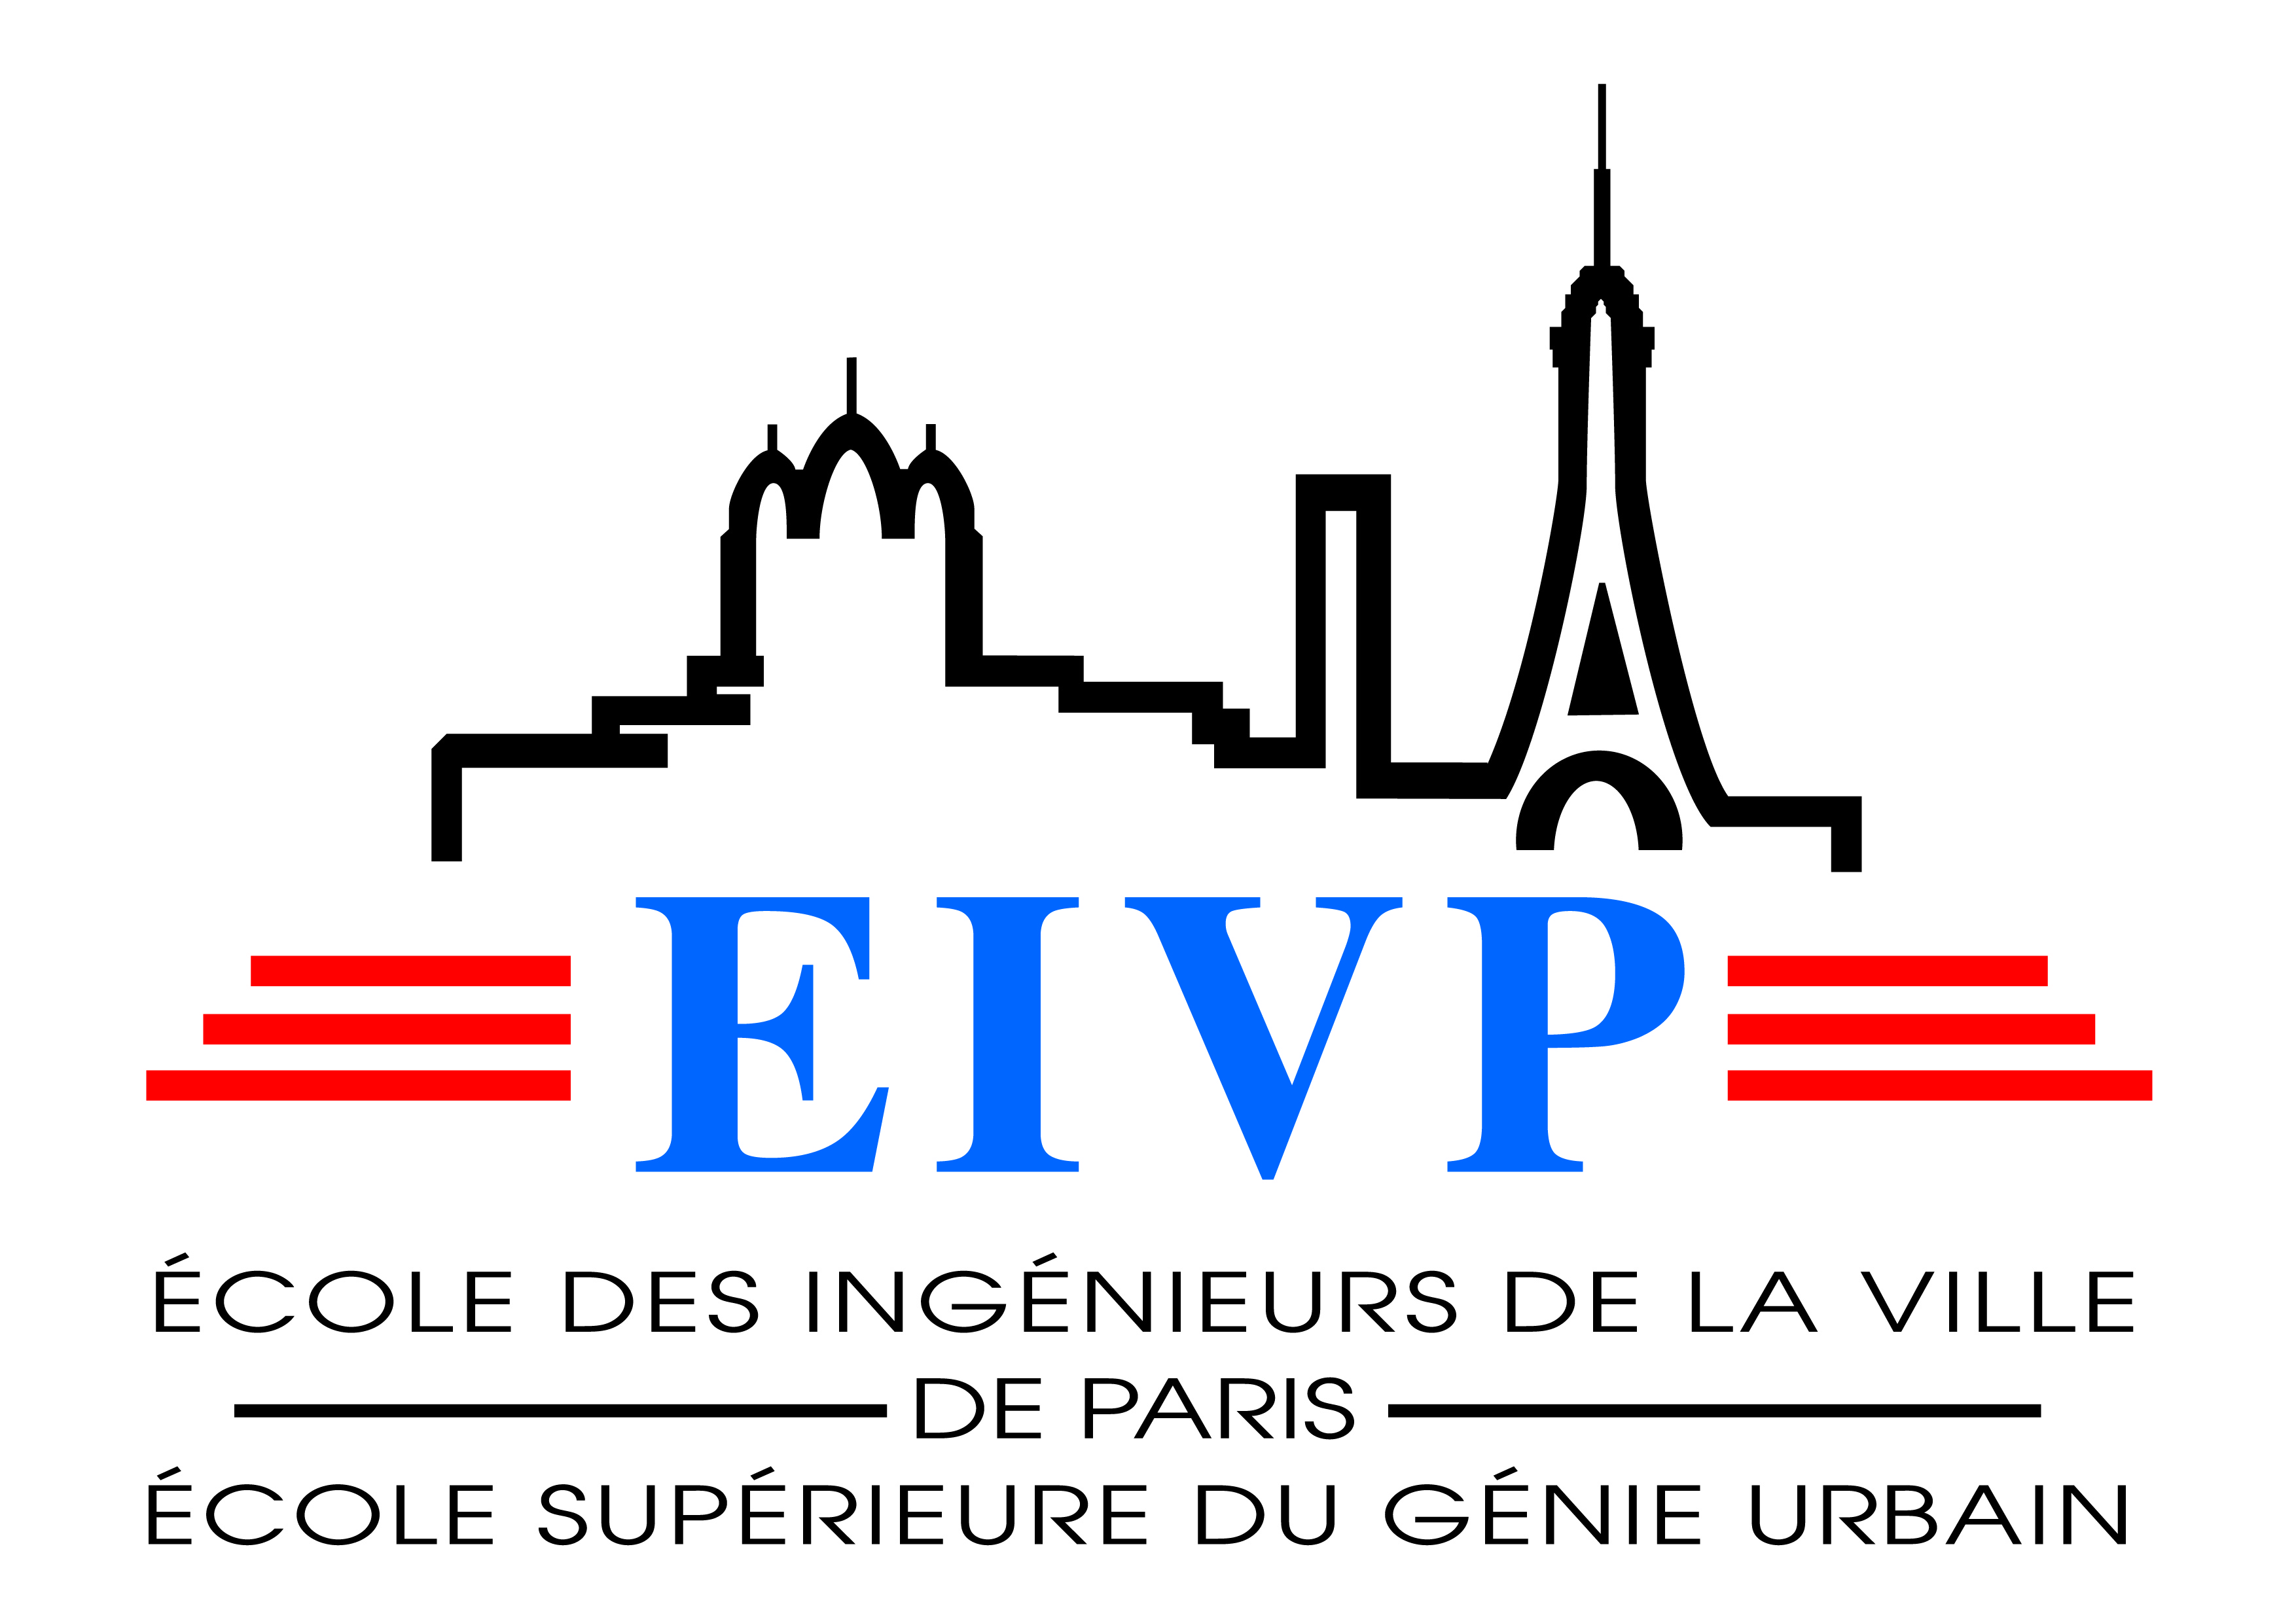 EIVP
ÉCOLE DES INGÉNIEURS DE LA VILLE
DE PARIS
ÉCOLE SUPÉRIEURE DU GÉNIE URBAIN